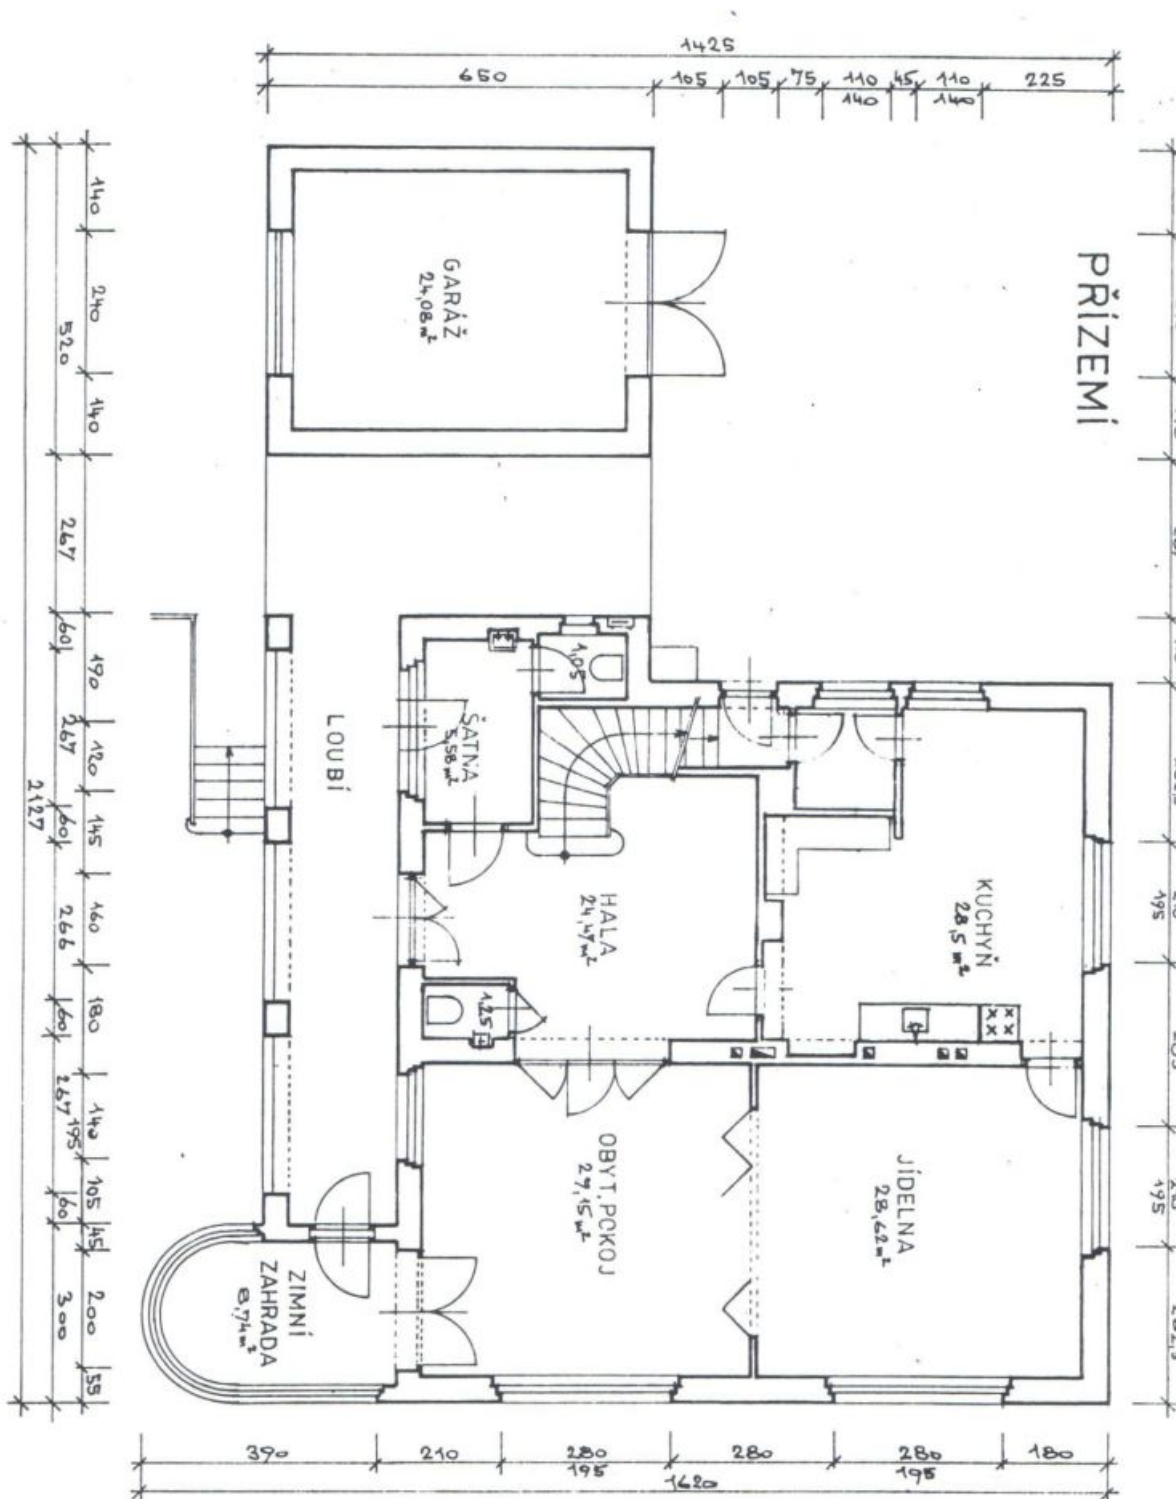 1425
650 105 105 75 110 45 110 225
140 140
PŘÍZEMÍ
GARÁŽ
24,08 m²
140 240 140 190 120 145 160 180 140 105 45 200 55
195
520 267 60 267 60 266 60 267 60 300
2127
LOUBÍ
1,05
ŠATNA
5,58 m²
HALA
24,47 m²
KUCHYŇ
28,5 m²
1,25
OBYT. POKOJ
29,15 m²
JÍDELNA
28,62 m²
ZIMNÍ
ZAHRADA
8,74 m²
195
195
390 210 280 280 280 180
195 195
1620